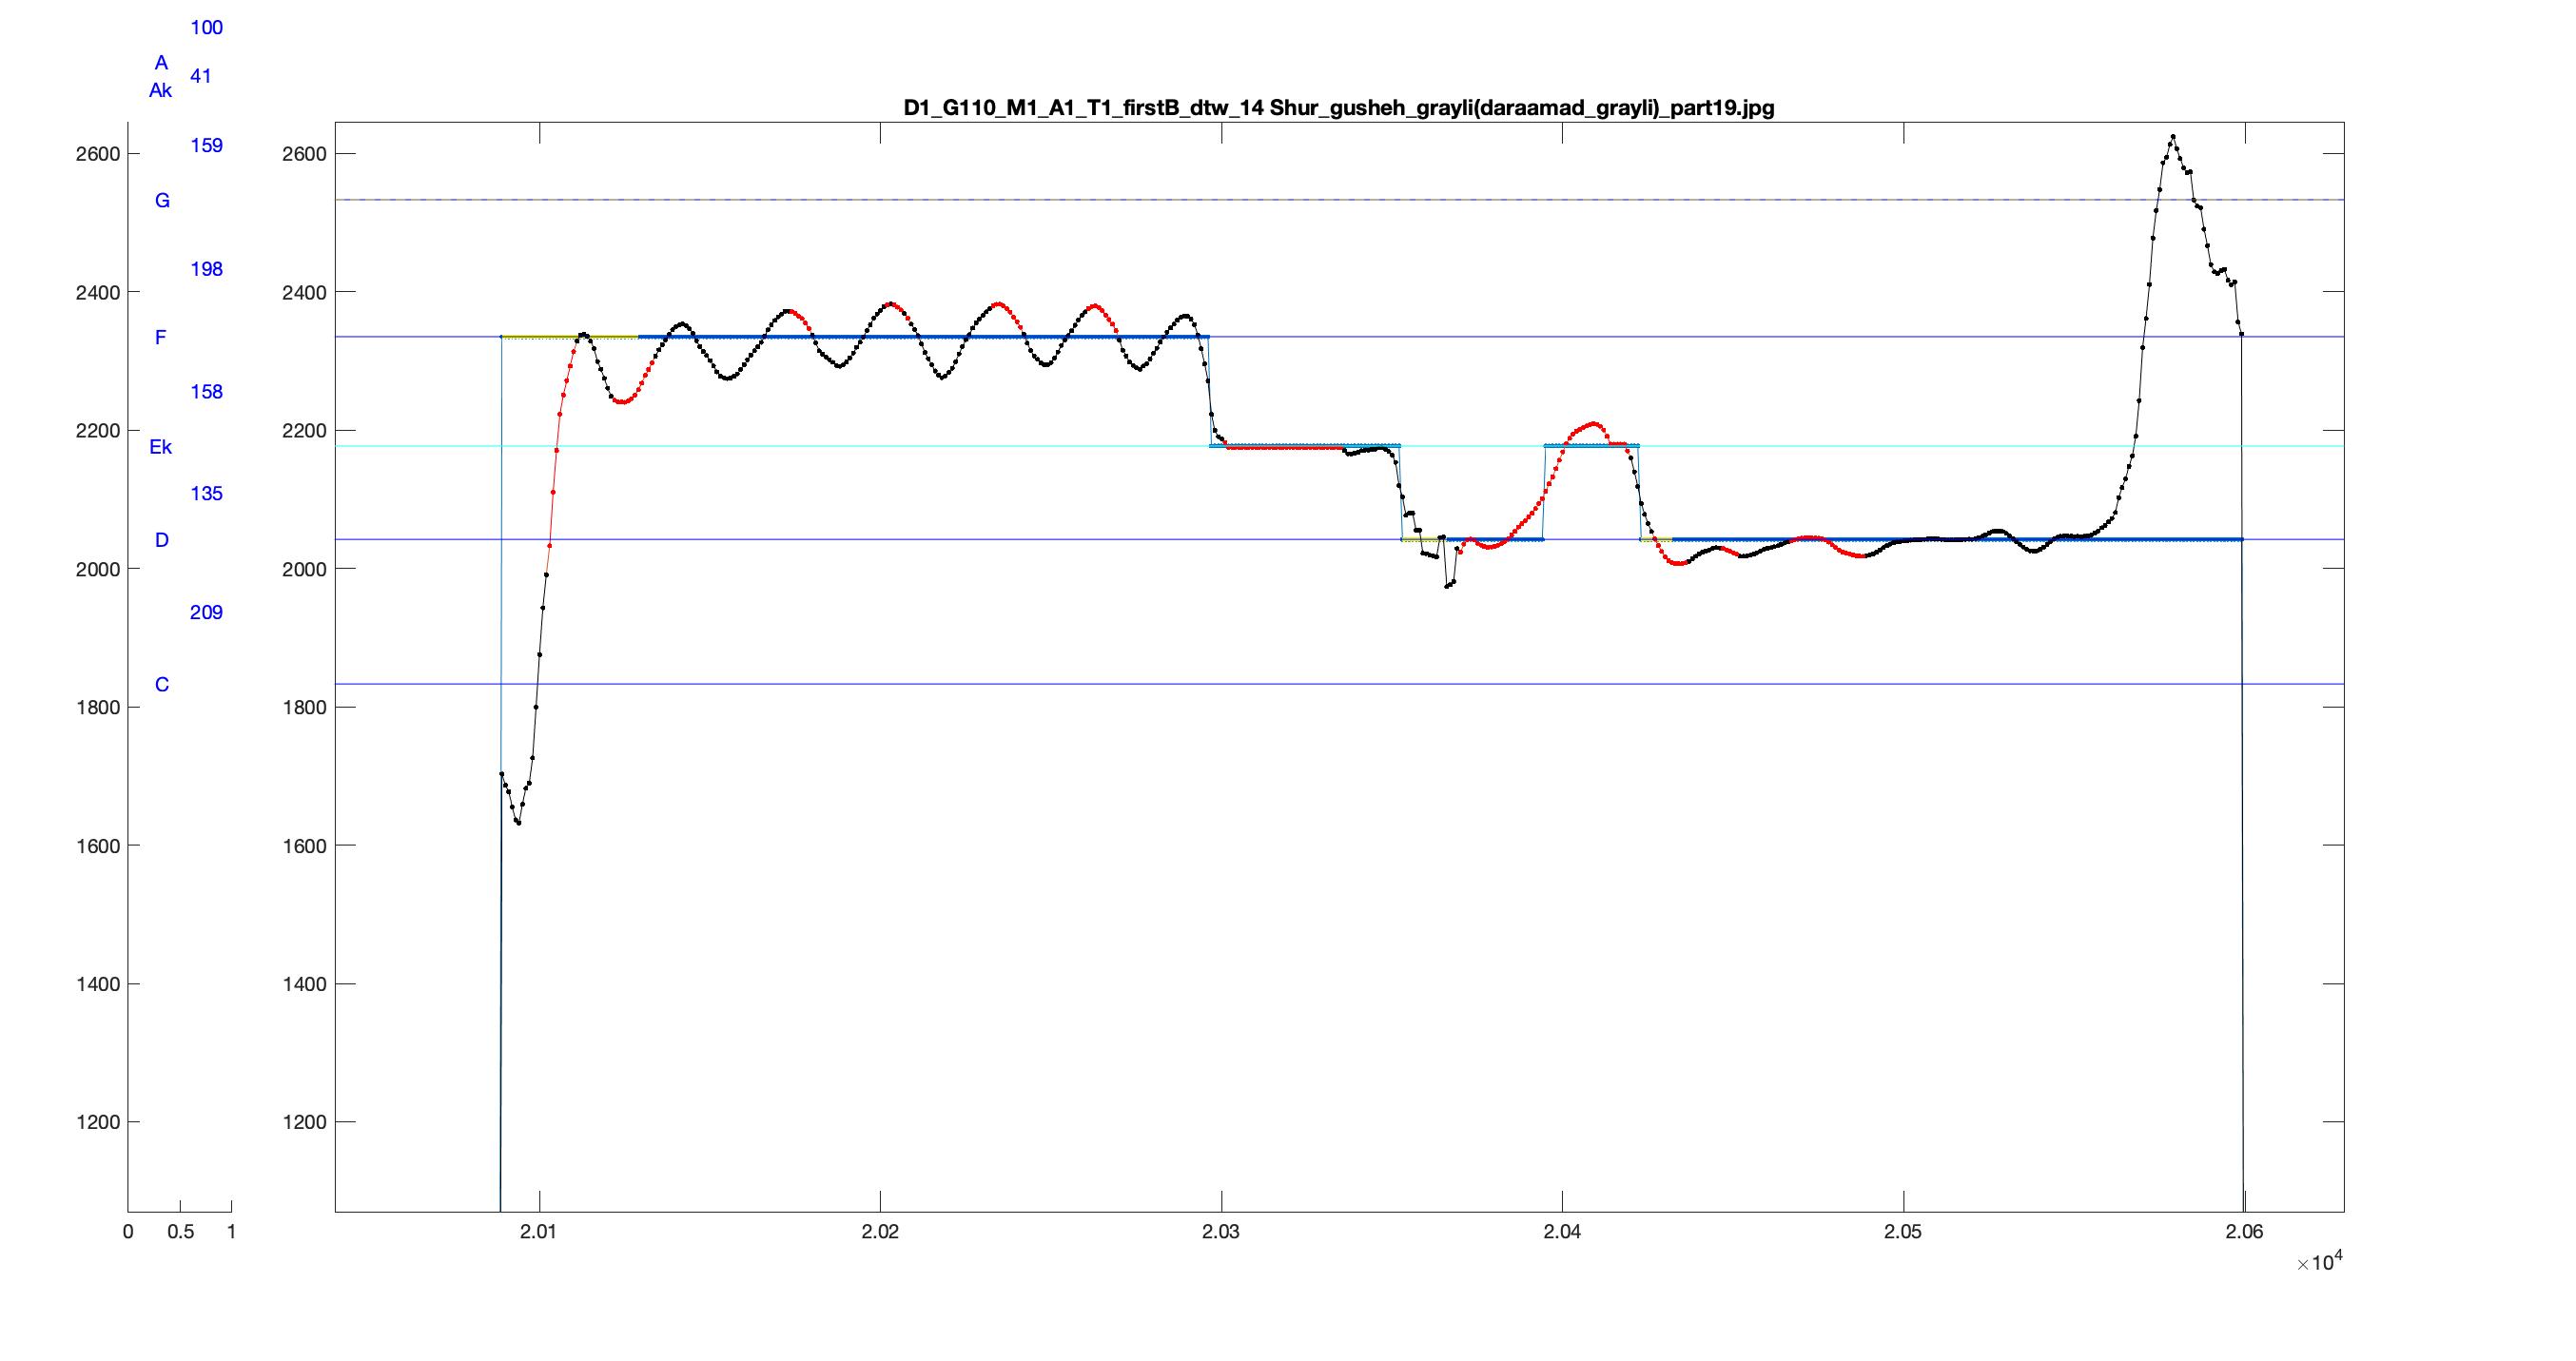 100
A
41
Ak
D1_G110_M1_A1_T1_firstB_dtw_14 Shur_gusheh_grayli(daraamad_grayli)_part19.jpg
159
2600 2600
G
198
2400 2400
F
158
2200 2200
Ek
135
D
2000 2000
209
C
1800 1800
1600 1600
1400 1400
1200 1200
0 0.5 1 2.01 2.02 2.03 2.04 2.05 2.06
×10^4